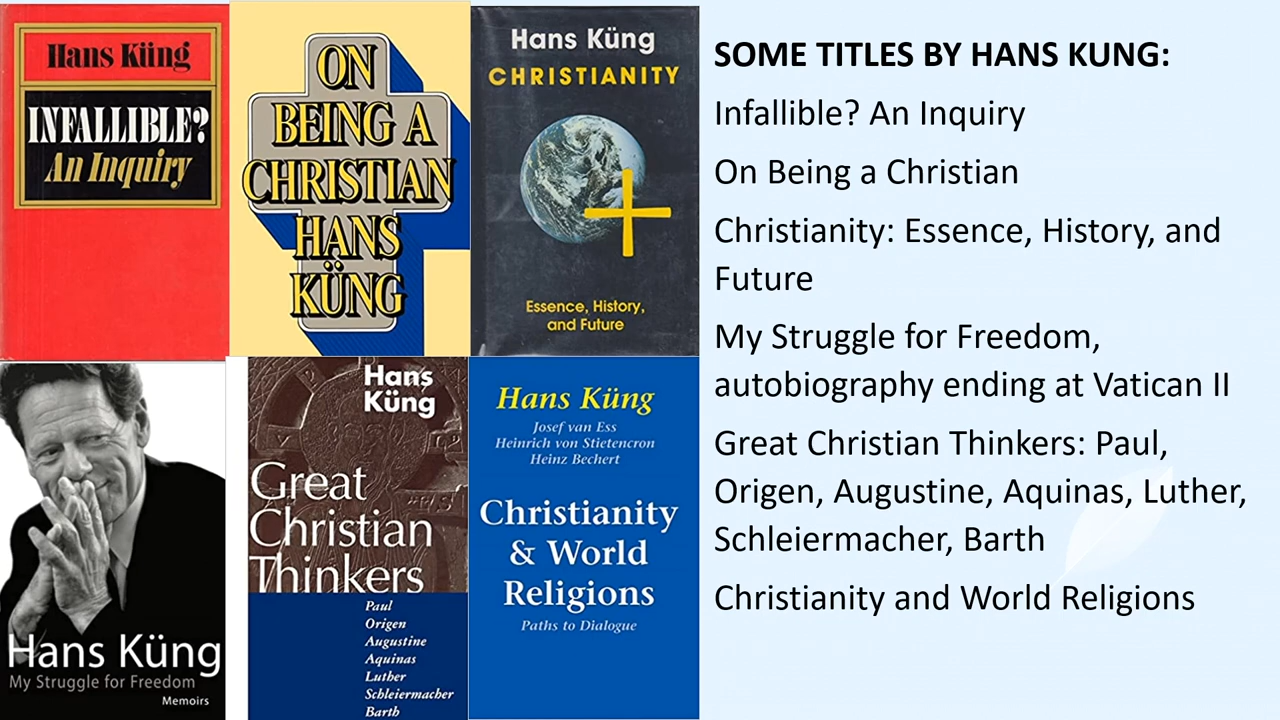 Hans Küng
INFALLIBLE?
An Inquiry
ON
BEING A
CHRISTIAN
HANS
KÜNG
Hans Küng
CHRISTIANITY
Essence, History,
and Future
Hans Küng
My Struggle for Freedom
Memoirs
Hans
Küng
Great
Christian
Thinkers
Paul
Origen
Augustine
Aquinas
Luther
Schleiermacher
Barth
Hans Küng
Josef van Ess
Heinrich von Stietencron
Heinz Bechert
Christianity
& World
Religions
Paths to Dialogue
SOME TITLES BY HANS KUNG:
Infallible? An Inquiry
On Being a Christian
Christianity: Essence, History, and
Future
My Struggle for Freedom,
autobiography ending at Vatican II
Great Christian Thinkers: Paul,
Origen, Augustine, Aquinas, Luther,
Schleiermacher, Barth
Christianity and World Religions